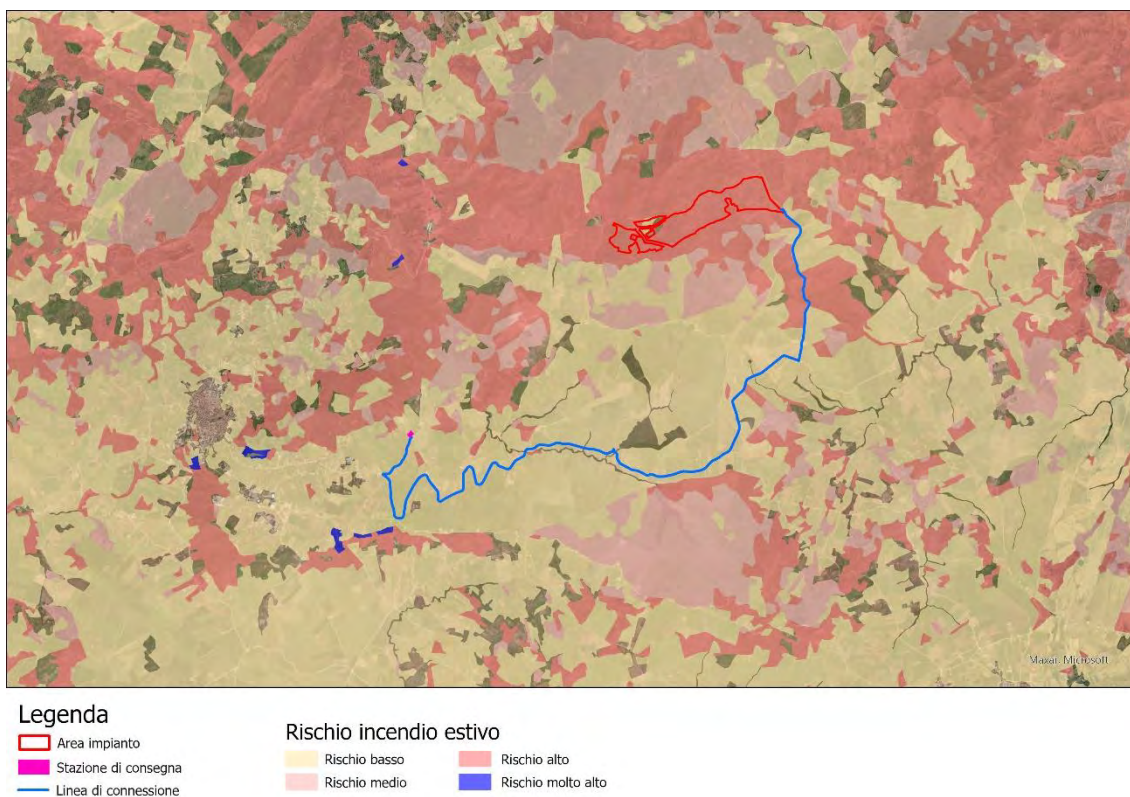 Maxar, Microsoft
Legenda
Area impianto
Stazione di consegna
Linea di connessione
Rischio incendio estivo
Rischio basso
Rischio medio
Rischio alto
Rischio molto alto